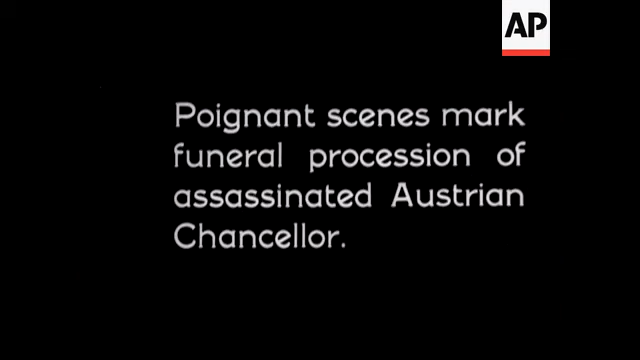 AP
Poignant scenes mark
funeral procession of
assassinated Austrian
Chancellor.